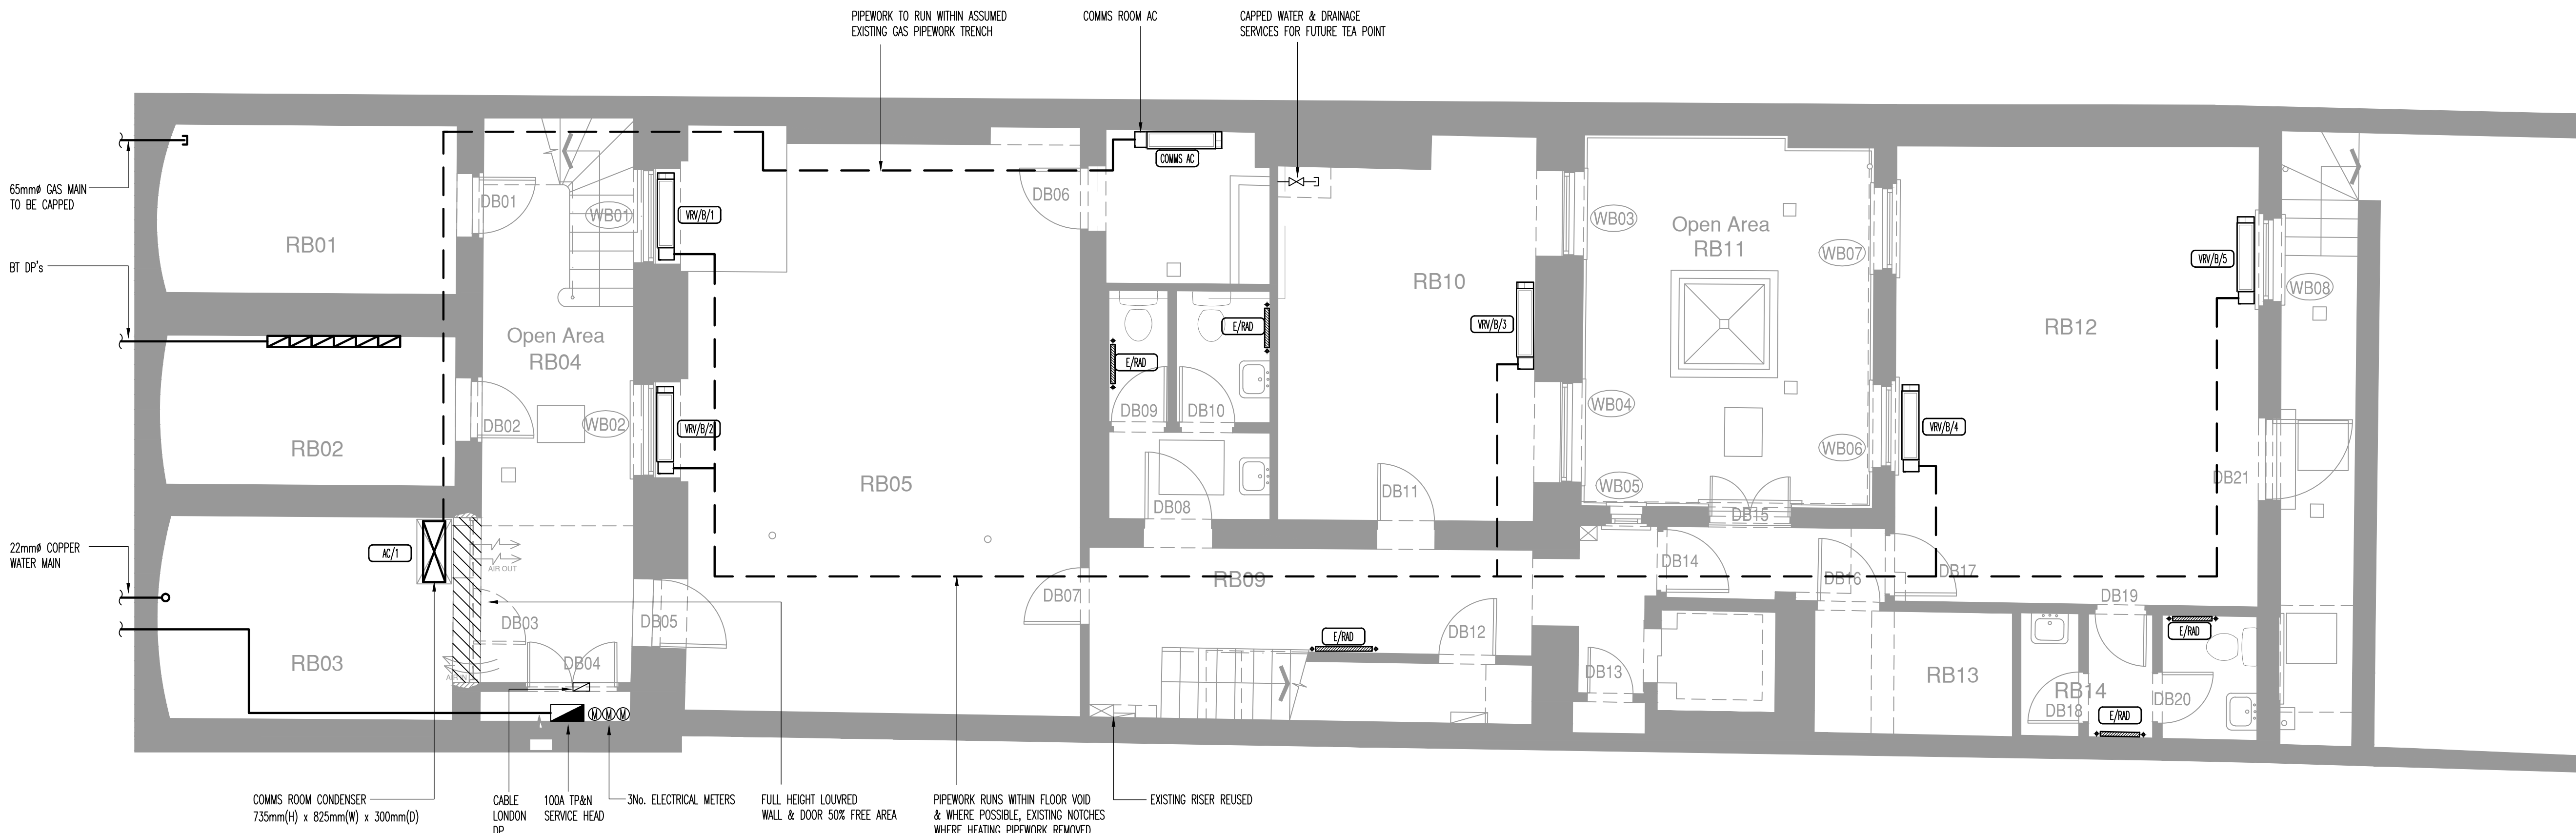 PIPEWORK TO RUN WITHIN ASSUMED
EXISTING GAS PIPEWORK TRENCH
COMMS ROOM AC
CAPPED WATER & DRAINAGE
SERVICES FOR FUTURE TEA POINT
65mmø GAS MAIN
TO BE CAPPED
BT DP's
22mmø COPPER
WATER MAIN
RB01
DB01
WB01
VRV/B/1
Open Area
RB04
RB02
DB02
WB02
VRV/B/2
RB03
AC/1
AIR OUT
AIR IN
DB03
DB04
DB05
M
M
M
RB05
DB06
COMMS AC
E/RAD
E/RAD
DB09
DB10
DB08
DB07
RB09
E/RAD
DB12
RB10
VRV/B/3
DB11
WB03
WB04
WB05
Open Area
RB11
WB07
WB06
DB15
DB14
DB16
DB17
DB13
VRV/B/4
RB12
VRV/B/5
WB08
DB21
DB19
E/RAD
RB13
RB14
DB18
DB20
E/RAD
COMMS ROOM CONDENSER
735mm(H) x 825mm(W) x 300mm(D)
CABLE
LONDON
DP
100A TP&N
SERVICE HEAD
3No. ELECTRICAL METERS
FULL HEIGHT LOUVRED
WALL & DOOR 50% FREE AREA
PIPEWORK RUNS WITHIN FLOOR VOID
& WHERE POSSIBLE, EXISTING NOTCHES
WHERE HEATING PIPEWORK REMOVED
EXISTING RISER REUSED